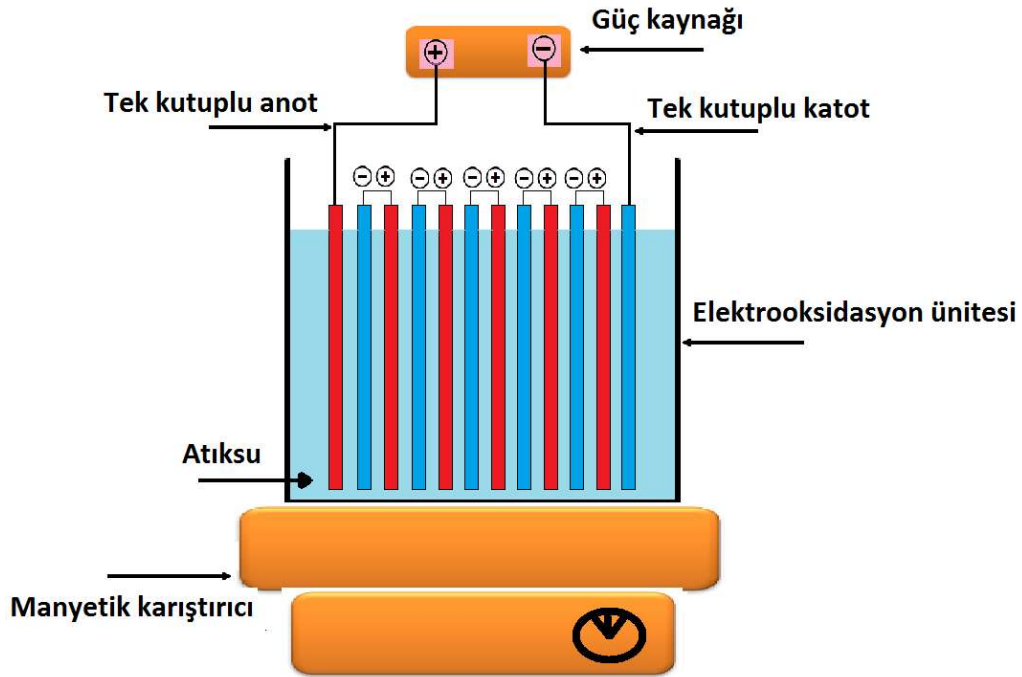 Güç kaynağı
+
−
Tek kutuplu anot
Tek kutuplu katot
− + − + − + − + − +
Elektrooksidasyon ünitesi
Atıksu
Manyetik karıştırıcı